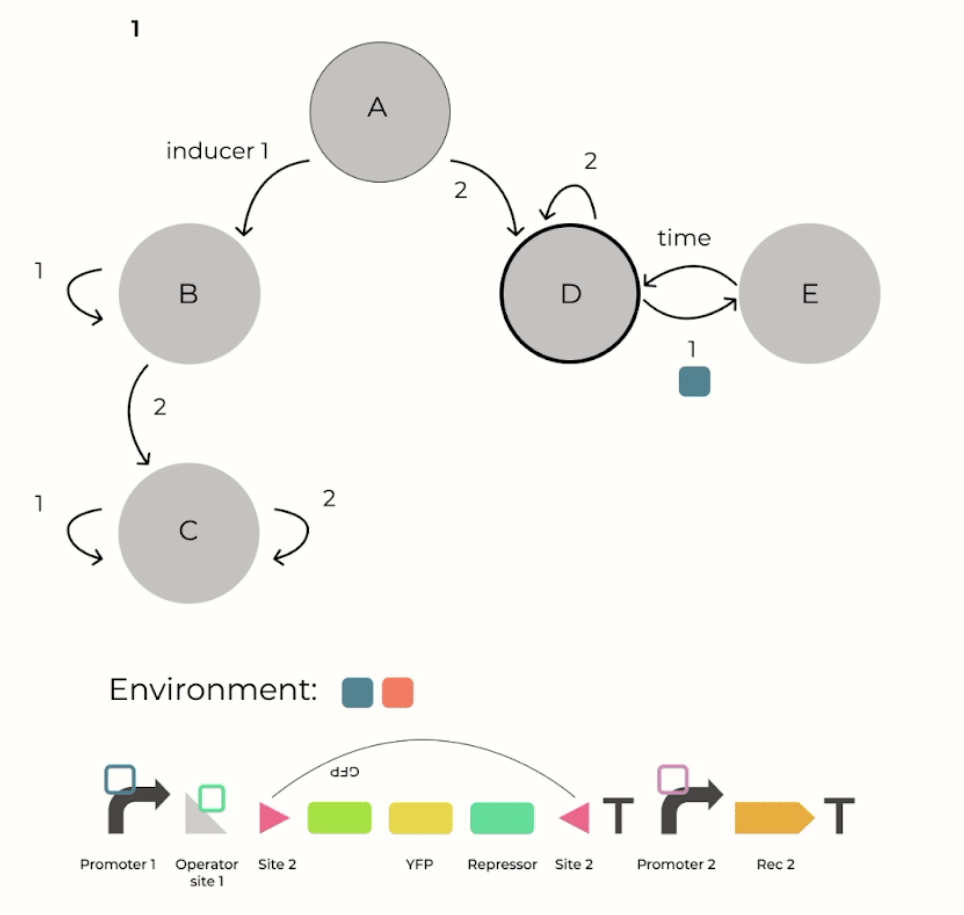 1
A
inducer 1
2
2
time
1
B
D
E
1
2
1
2
C
Environment:
GFP
T
T
Promoter 1
Operator site 1
Site 2
YFP
Repressor
Site 2
Promoter 2
Rec 2